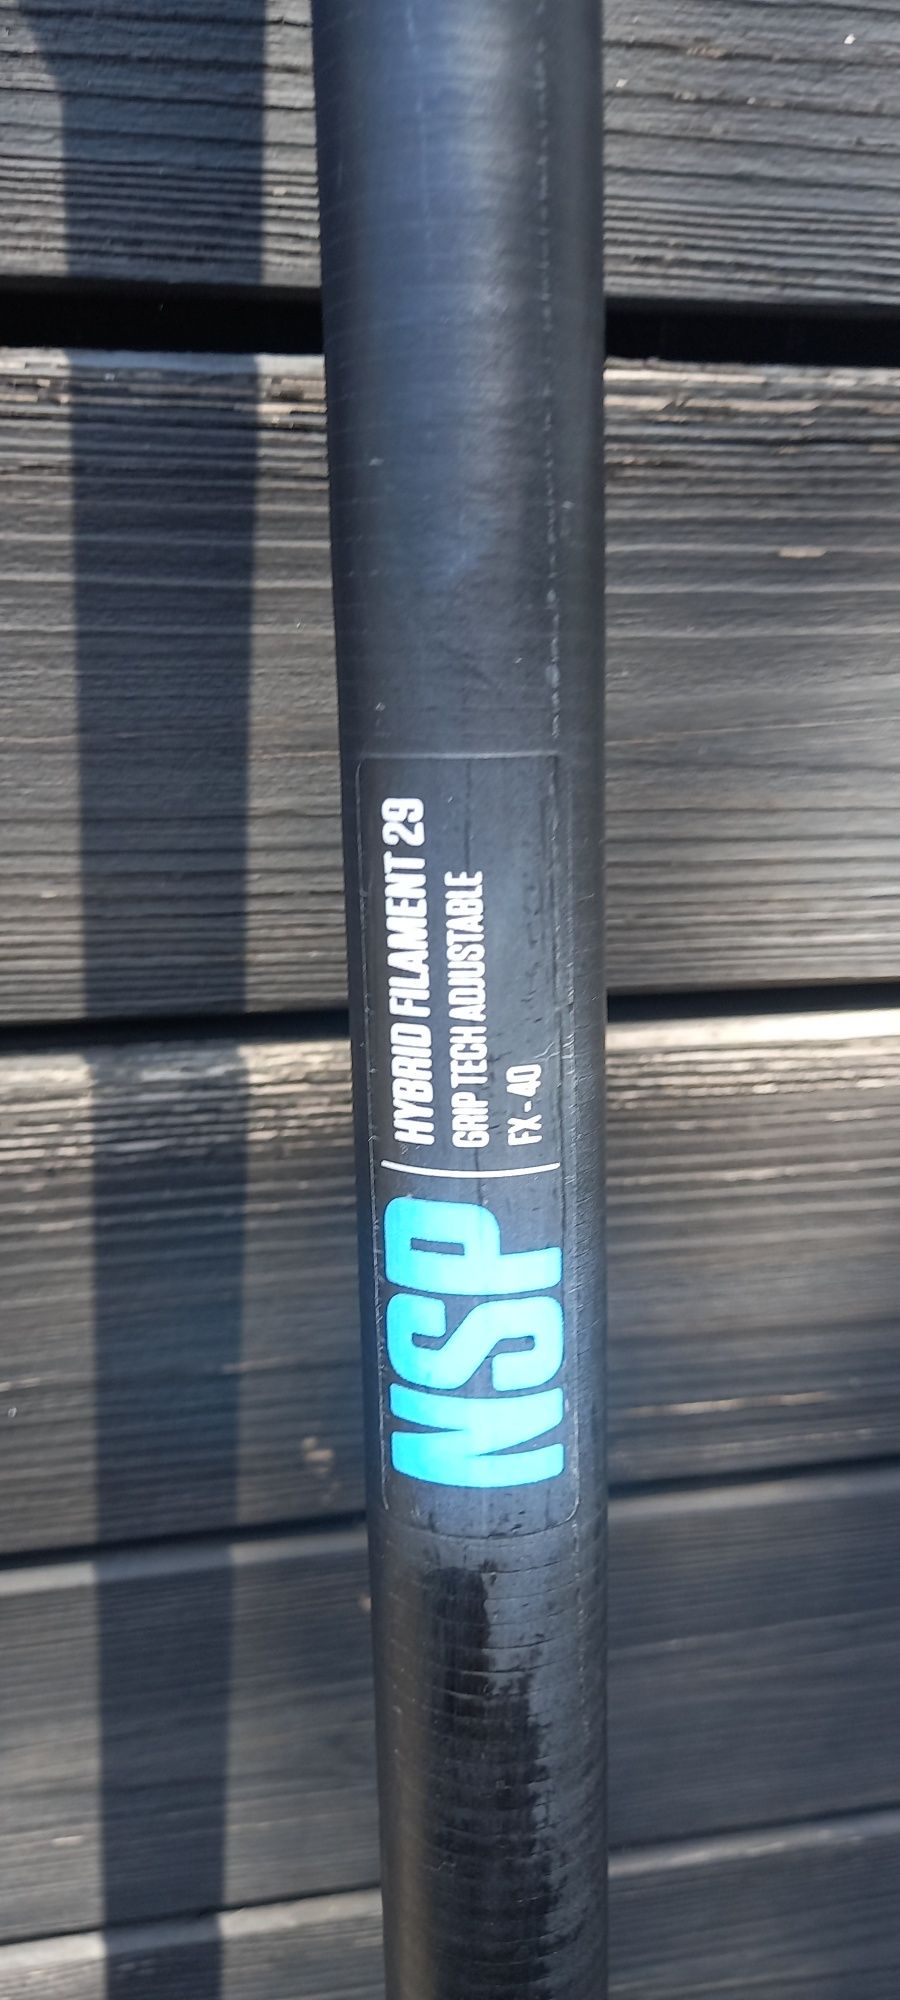 NSP
HYBRID FILAMENT 29
GRIP TECH ADJUSTABLE
FX - 40